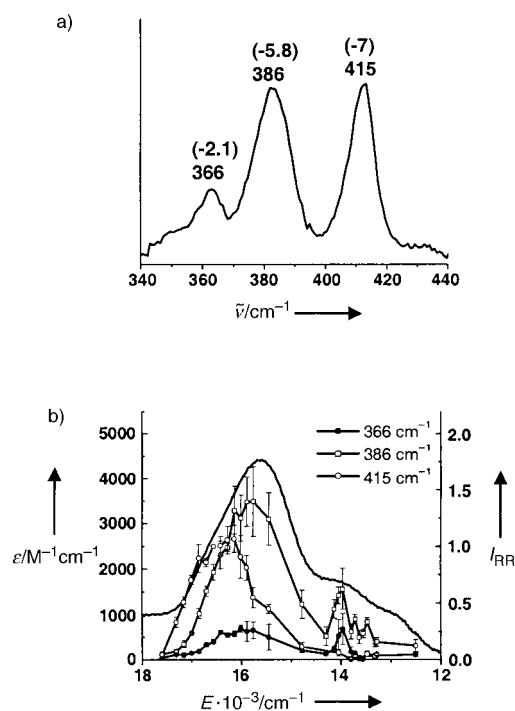 a)
(-5.8) (-7)
386 415
(-2.1)
366
340 360 380 400 420 440
ν̃/cm⁻¹
b)
5000 2.0
366 cm⁻¹
386 cm⁻¹
415 cm⁻¹
4000 1.5
3000
ε/M⁻¹cm⁻¹ 1.0 I_RR
2000
1000 0.5
0 0.0
18 16 14 12
E·10⁻³/cm⁻¹